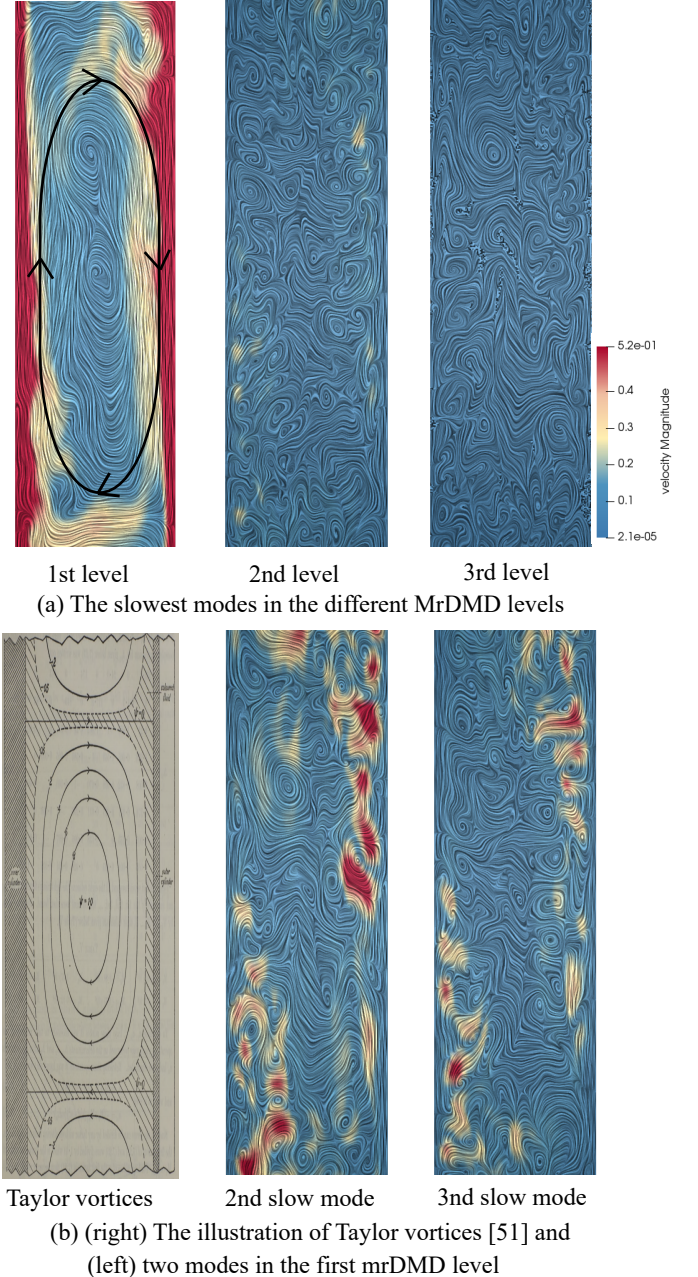 5.2e-01
0.4
0.3
0.2
0.1
2.1e-05
velocity Magnitude
1st level
2nd level
3rd level
(a) The slowest modes in the different MrDMD levels
Taylor vortices
2nd slow mode
3nd slow mode
(b) (right) The illustration of Taylor vortices [51] and
(left) two modes in the first mrDMD level